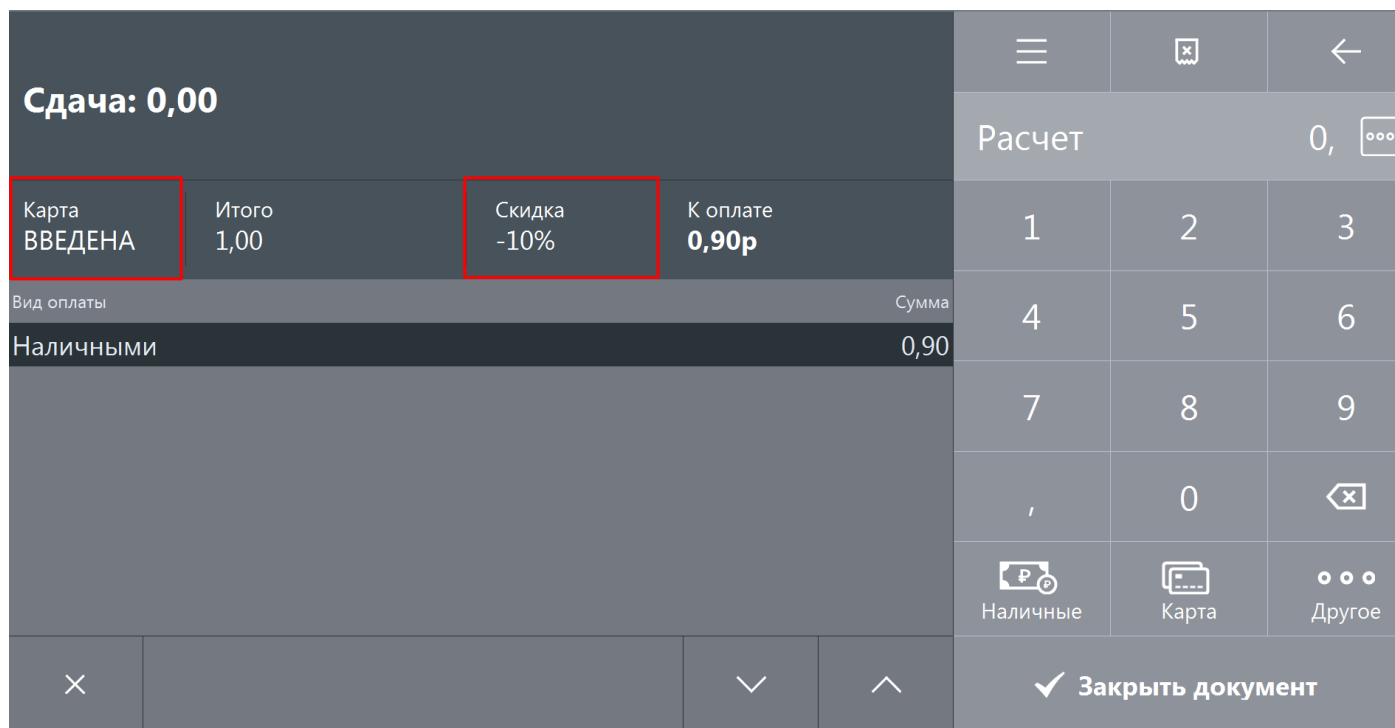 Сдача: 0,00
Расчет 0,
Карта Итого Скидка К оплате
ВВЕДЕНА 1,00 -10% 0,90р
Вид оплаты Сумма
Наличными 0,90
1 2 3
4 5 6
7 8 9
, 0
Наличные Карта Другое
Закрыть документ